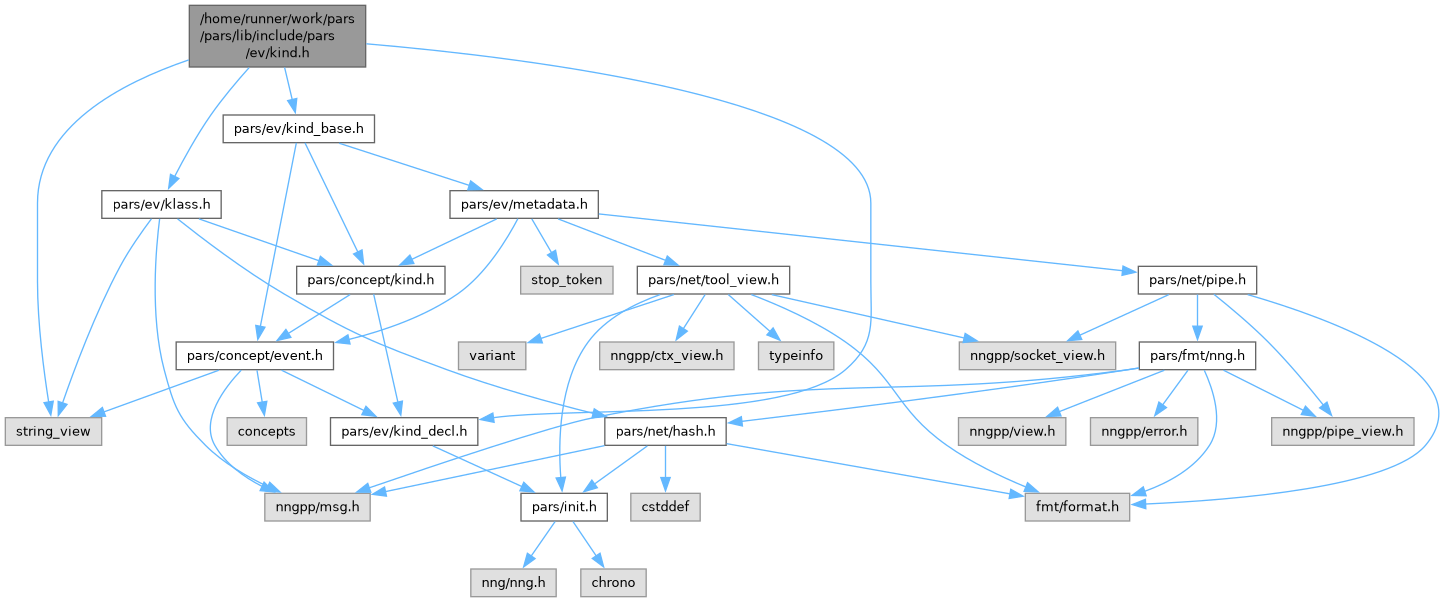 /home/runner/work/pars
/pars/lib/include/pars
/ev/kind.h
pars/ev/kind_base.h
pars/ev/klass.h
pars/ev/metadata.h
pars/concept/kind.h
stop_token
pars/net/tool_view.h
pars/net/pipe.h
pars/concept/event.h
variant
nngpp/ctx_view.h
typeinfo
nngpp/socket_view.h
pars/fmt/nng.h
string_view
concepts
pars/ev/kind_decl.h
pars/net/hash.h
nngpp/view.h
nngpp/error.h
nngpp/pipe_view.h
nngpp/msg.h
pars/init.h
cstddef
fmt/format.h
nng/nng.h
chrono